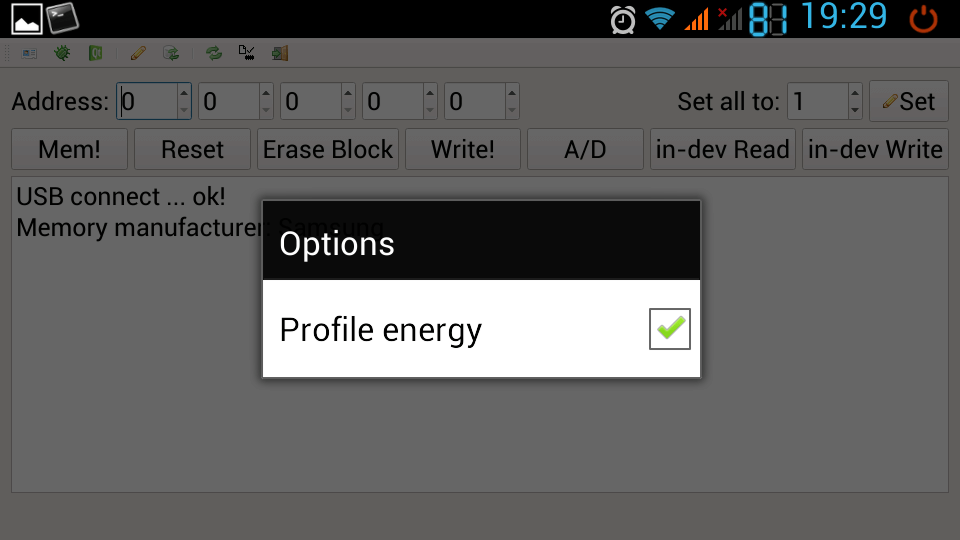 81 19:29
Address: 0 0 0 0 0 Set all to: 1 Set
Mem! Reset Erase Block Write! A/D in-dev Read in-dev Write
USB connect ... ok!
Memory manufacturer: Samsung
Options
Profile energy